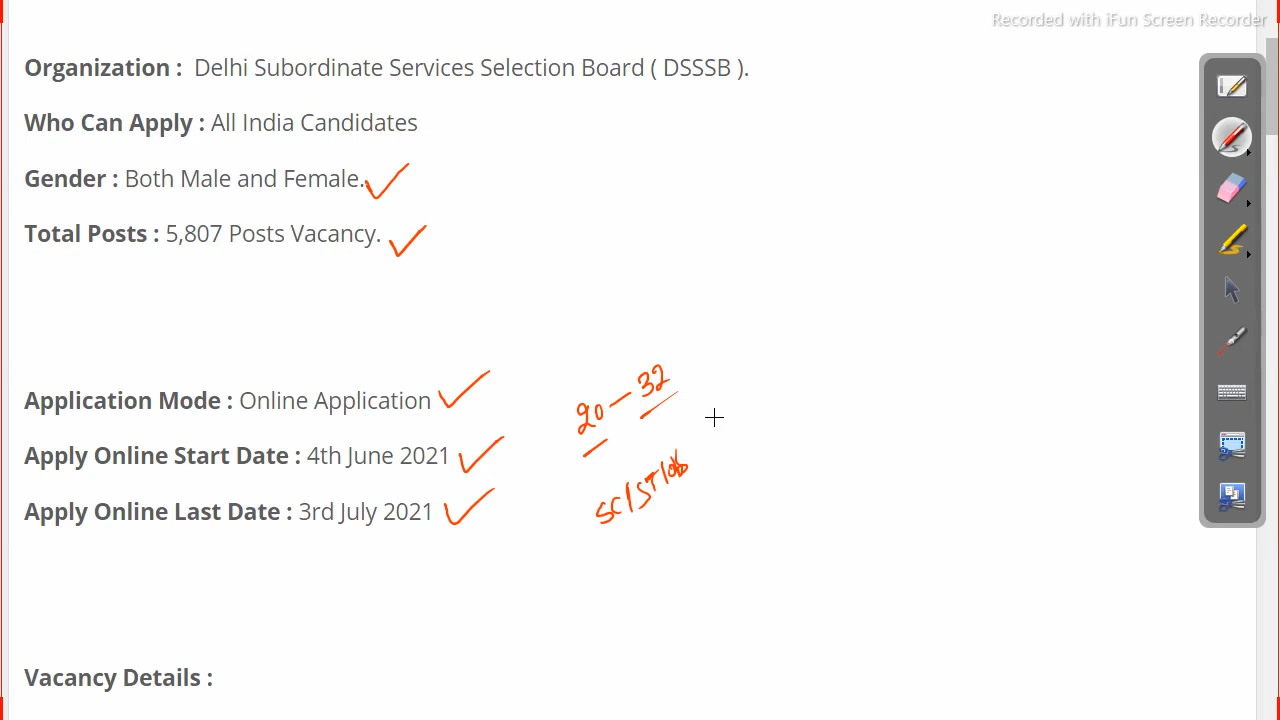 Recorded with iFun Screen Recorder
Organization : Delhi Subordinate Services Selection Board ( DSSSB ).
Who Can Apply : All India Candidates
Gender : Both Male and Female.
Total Posts : 5,807 Posts Vacancy.
Application Mode : Online Application
20 – 32
Apply Online Start Date : 4th June 2021
SC/ST/
Apply Online Last Date : 3rd July 2021
Vacancy Details :